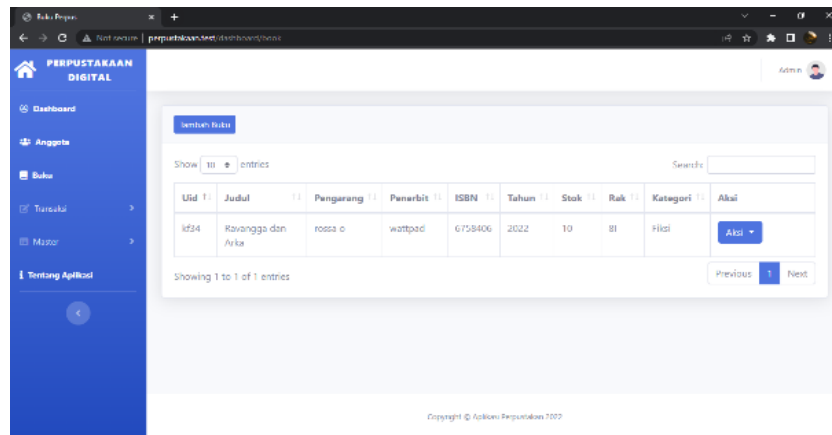 Buku Perpus
Not secure | perpustakaan.test/dashboard/book
PERPUSTAKAAN
DIGITAL
Admin
Dashboard
Anggota
Buku
Transaksi
Master
Tentang Aplikasi
Tambah Buku
Show 10 entries
Search:
Uid Judul Pengarang Penerbit ISBN Tahun Stok Rak Kategori Aksi
kf34 Ravangga dan rossa.o wattpad 6758406 2022 10 Fiksi Aksi
Arka
Showing 1 to 1 of 1 entries
Previous 1 Next
Copyright © Aplikasi Perpustakaan 2022